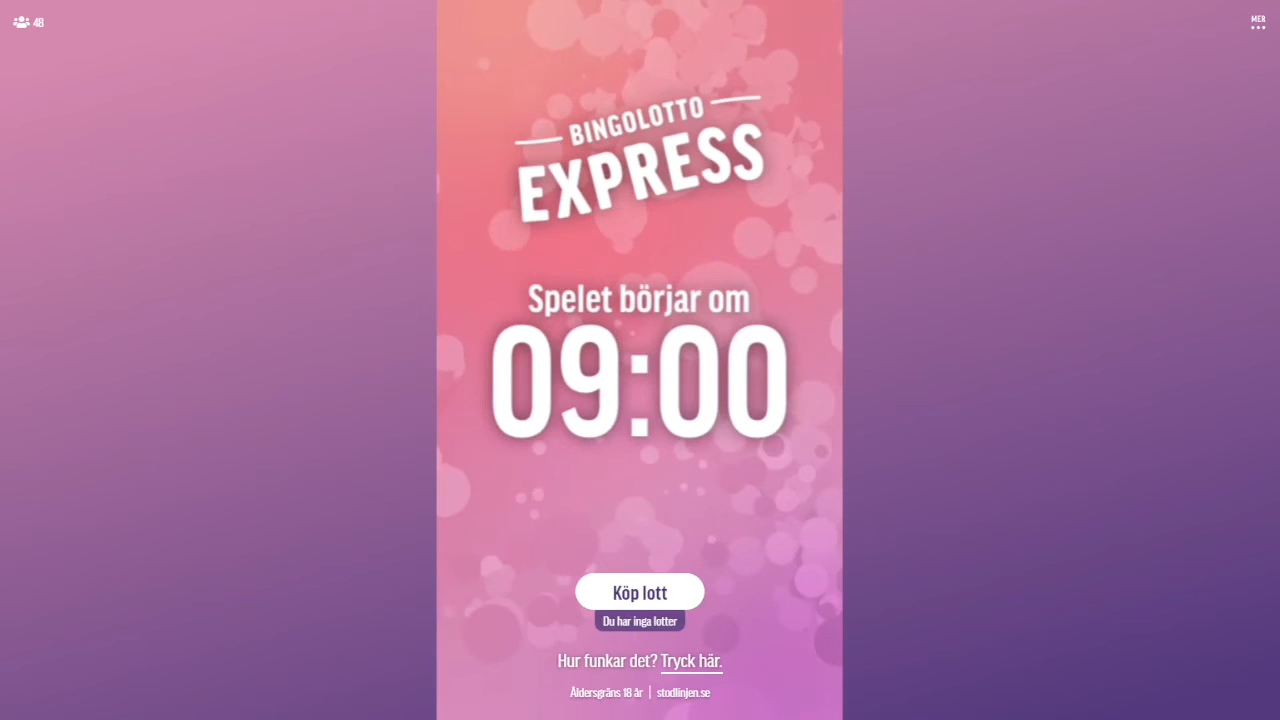 48
MER
BINGOLOTTO
EXPRESS
Spelet börjar om
09:00
Köp lott
Du har inga lotter
Hur funkar det? Tryck här.
Åldersgräns 18 år | stodlinjen.se